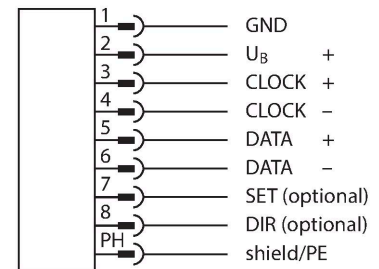 1 GND
2 U_B +
3 CLOCK +
4 CLOCK –
5 DATA +
6 DATA –
7 SET (optional)
8 DIR (optional)
PH shield/PE